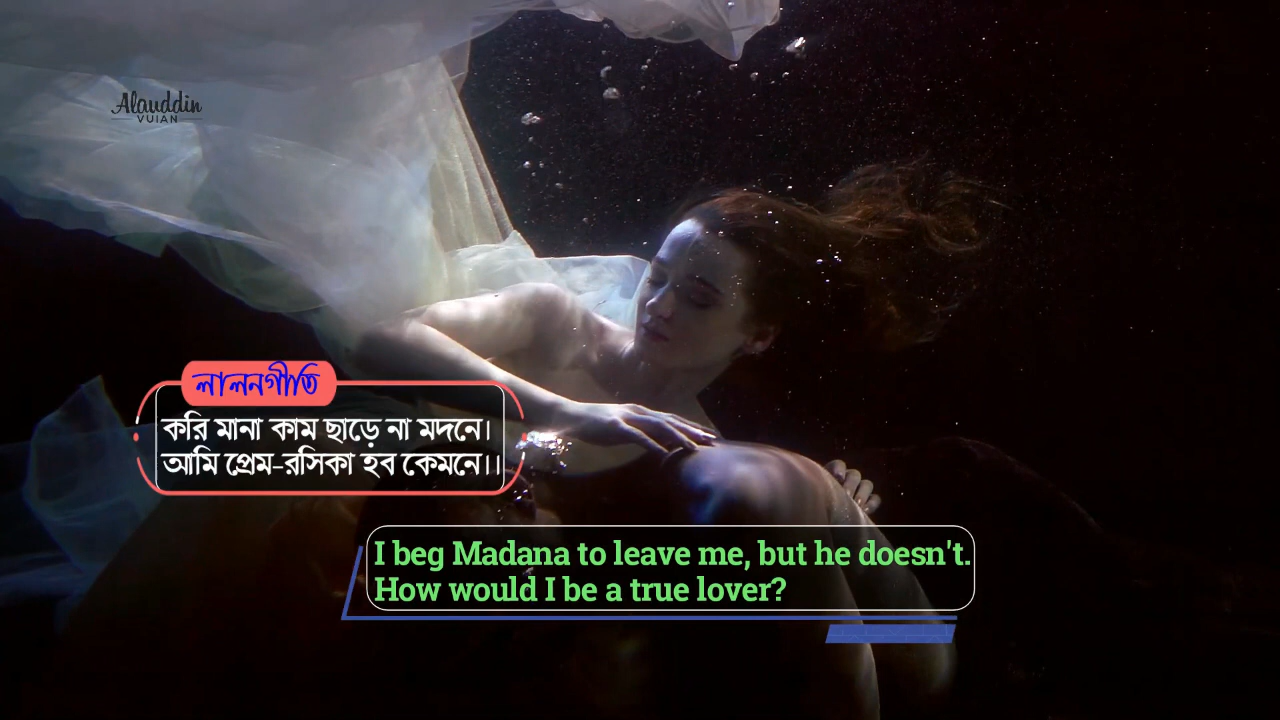 Alauddin
VUIAN
লালনগীতি
করি মানা কাম ছাড়ে না মদনে।
আমি প্রেম-রসিকা হব কেমনে।।
I beg Madana to leave me, but he doesn't.
How would I be a true lover?